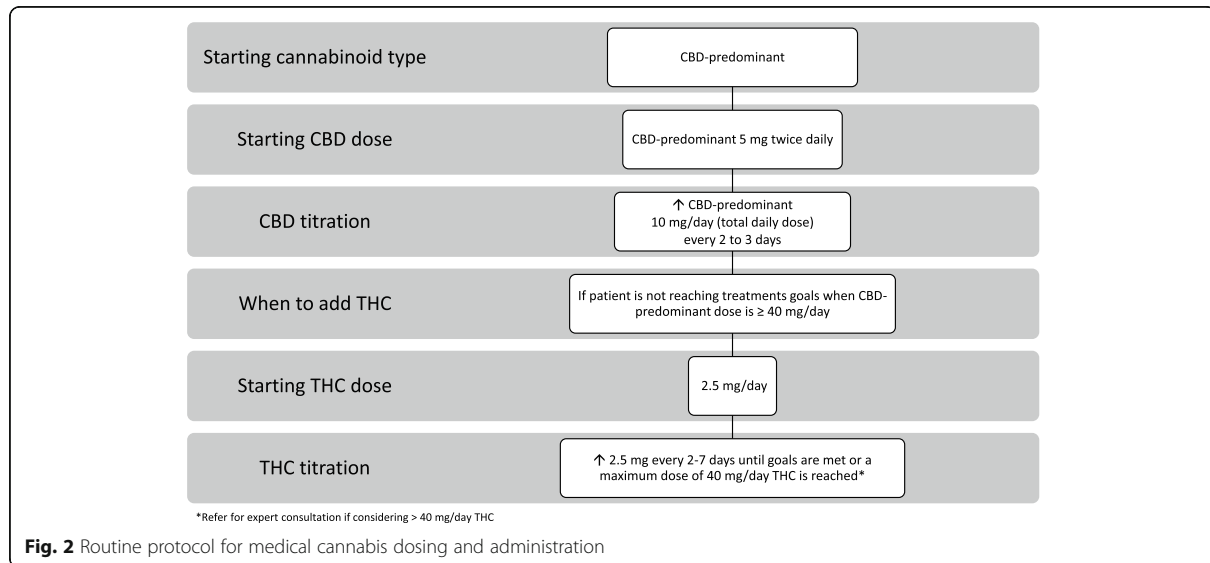 Starting cannabinoid type
CBD-predominant
Starting CBD dose
CBD-predominant 5 mg twice daily
CBD titration
↑ CBD-predominant
10 mg/day (total daily dose)
every 2 to 3 days
When to add THC
If patient is not reaching treatments goals when CBD-
predominant dose is ≥ 40 mg/day
Starting THC dose
2.5 mg/day
THC titration
↑ 2.5 mg every 2-7 days until goals are met or a
maximum dose of 40 mg/day THC is reached*
*Refer for expert consultation if considering > 40 mg/day THC
Fig. 2 Routine protocol for medical cannabis dosing and administration